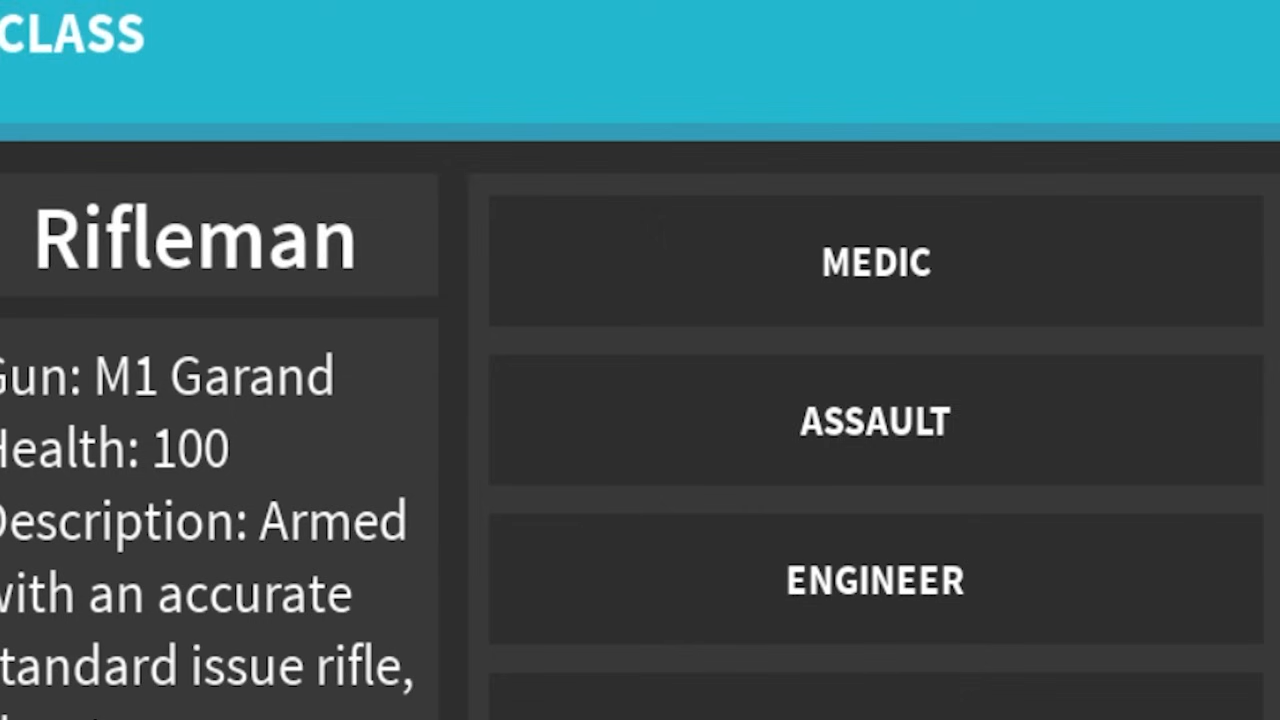 CLASS
Rifleman
Gun: M1 Garand
Health: 100
Description: Armed
with an accurate
standard issue rifle,
MEDIC
ASSAULT
ENGINEER